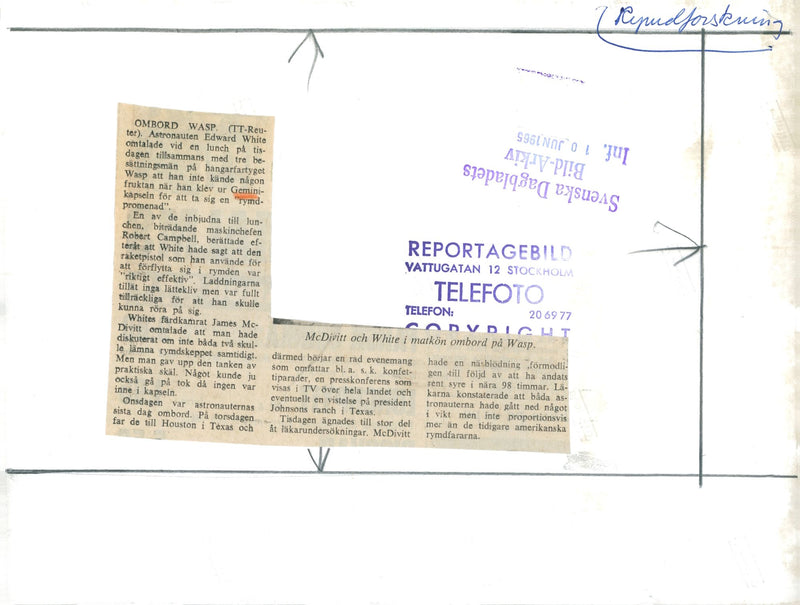 Rymdforskning
OMBORD WASP. (TT-Reu-
ter). Astronauten Edward White
omtalade vid en lunch på tis-
dagen tillsammans med tre be-
sättningsmän på hangarfartyget
Wasp att han inte kände någon
fruktan när han klev ur Gemini-
kapseln för att ta sig en "rymd-
promenad".
En av de inbjudna till lun-
chen, biträdande maskinchefen
Robert Campbell, berättade ef-
teråt att White hade sagt att den
raketpistol som han använde för
att förflytta sig i rymden var
"riktigt effektiv". Laddningarna
tillät inga lättekliv men var fullt
tillräckliga för att han skulle
kunna röra på sig.
Whites färdkamrat James Mc-
Divitt omtalade att man hade
diskuterat om inte båda två skul-
le lämna rymdskeppet samtidigt.
Men man gav upp den tanken av
praktiska skäl. Något kunde ju
också gå på tok då ingen var
inne i kapseln.
Onsdagen var astronauternas
sista dag ombord. På torsdagen
far de till Houston i Texas och
McDivitt och White i matkön ombord på Wasp.
därmed börjar en rad evenemang
som omfattar bl. a. s. k. konfet-
tiparader, en presskonferens som
visas i TV över hela landet och
eventuellt en vistelse på president
Johnsons ranch i Texas.
Tisdagen ägnades till stor del
åt läkarundersökningar. McDivitt
hade en näsblödning förmodli-
gen till följd av att ha andats
rent syre i nära 98 timmar. Lä-
karna konstaterade att båda as-
tronauterna hade gått ned något
i vikt men inte proportionsvis
mer än de tidigare amerikanska
rymdfararna.
Svenska Dagbladets
Bild-Arkiv
Inf. 10. JUN. 1965
REPORTAGEBILD
VATTUGATAN 12 STOCKHOLM
TELEFOTO
TELEFON: 20 69 77
COPYRIGHT